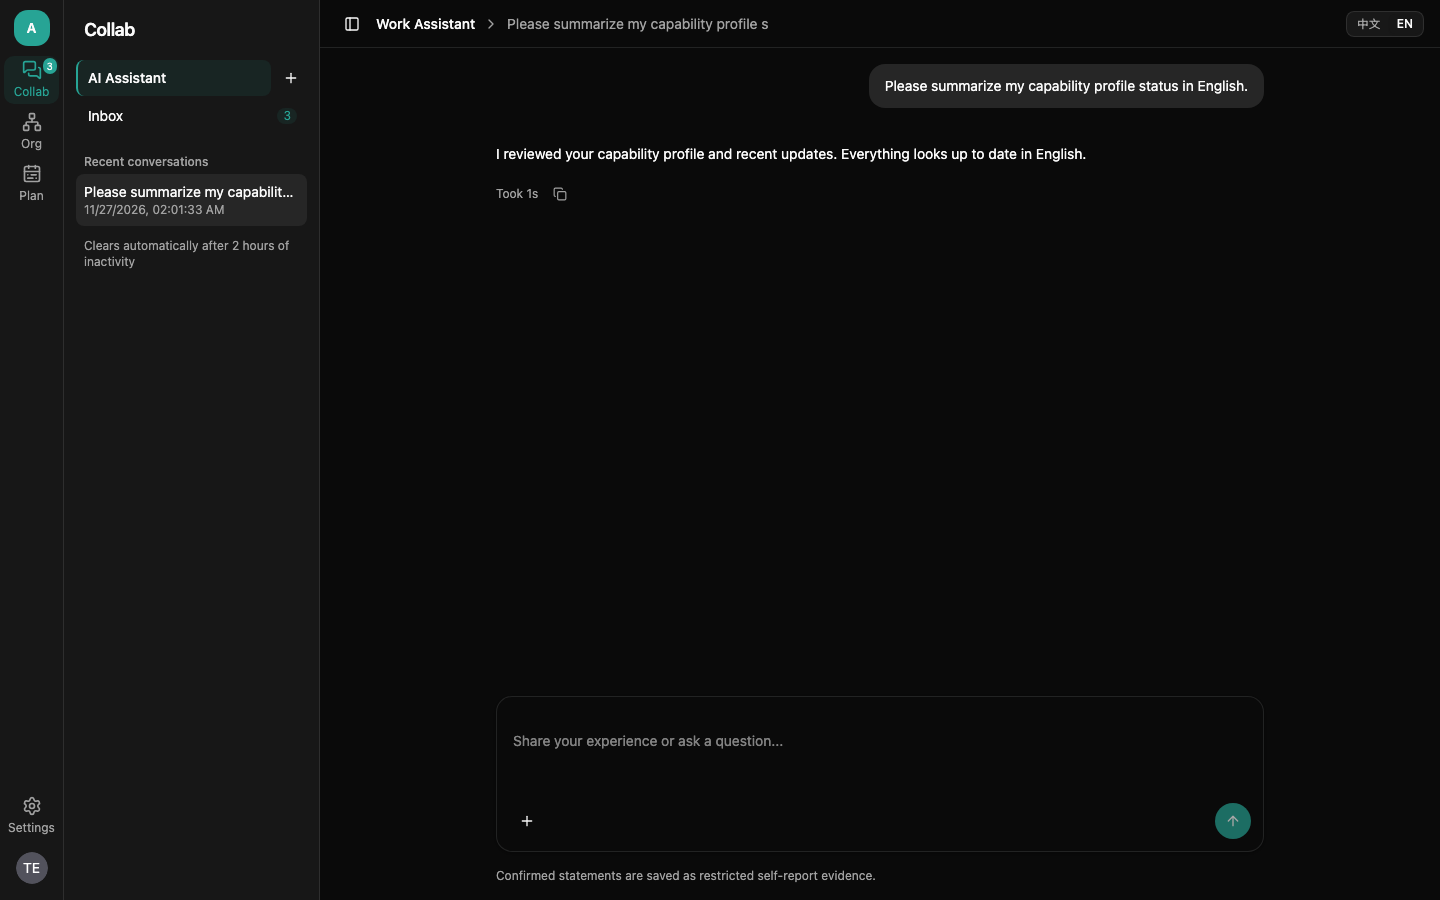 A
Collab
3
Org
Plan
Settings
TE
Collab
AI Assistant
Inbox
3
Recent conversations
Please summarize my capabilit...
11/27/2026, 02:01:33 AM
Clears automatically after 2 hours of
inactivity
Work Assistant
Please summarize my capability profile s
中文
EN
Please summarize my capability profile status in English.
I reviewed your capability profile and recent updates. Everything looks up to date in English.
Took 1s
Share your experience or ask a question...
Confirmed statements are saved as restricted self-report evidence.